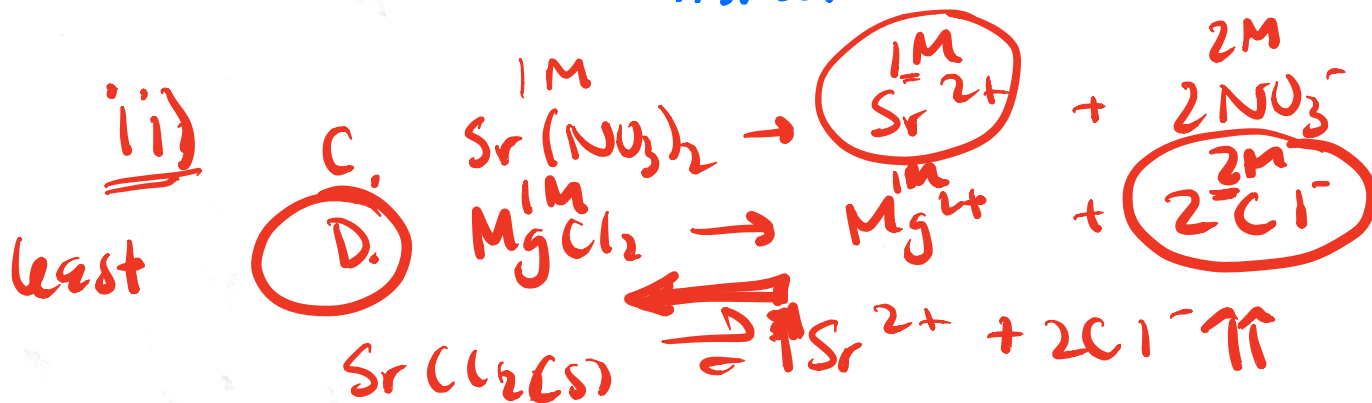 1M 1M 2M
ii) C. Sr(NO3)2 → Sr2+ + 2NO3-
1M 1M 2M
least D. MgCl2 → Mg2+ + 2Cl-
SrCl2(s) ⇌ ↑Sr2+ + 2Cl- ⇑